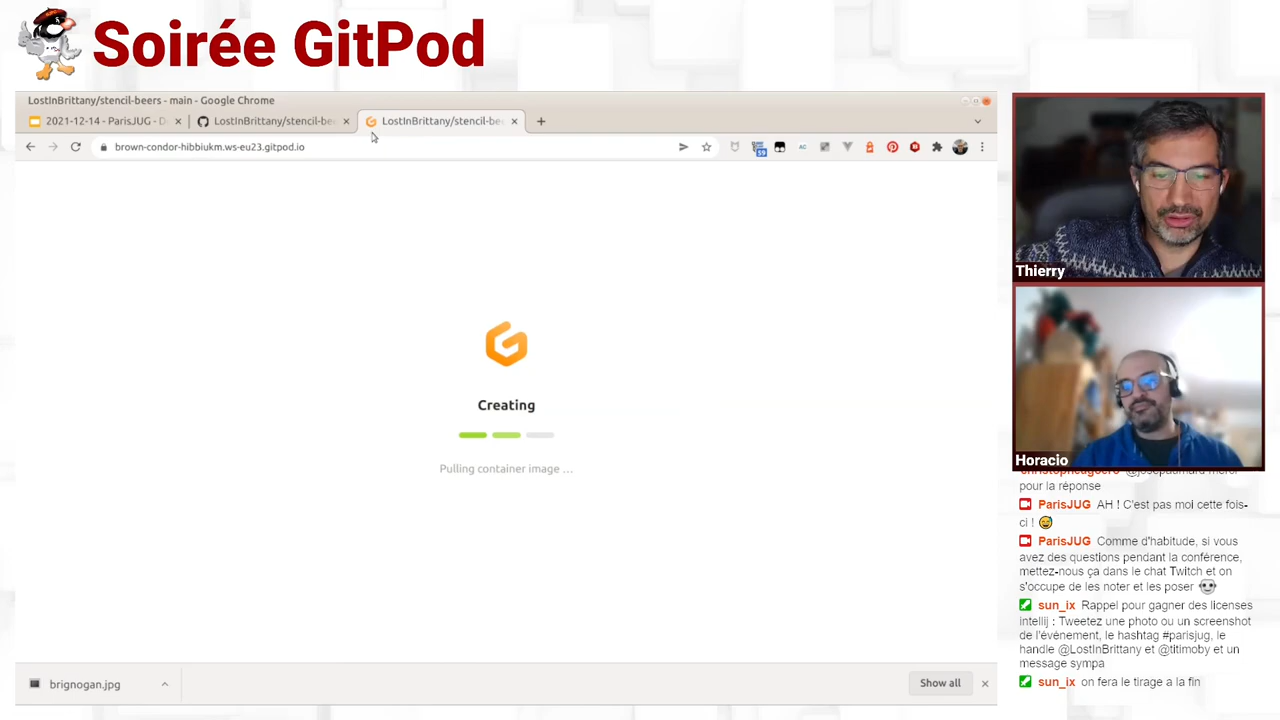 Soirée GitPod
LostInBrittany/stencil-beers - main - Google Chrome
2021-12-14 - ParisJUG - D
LostInBrittany/stencil-bee
LostInBrittany/stencil-bee
brown-condor-hibbiukm.ws-eu23.gitpod.io
59
AC
Creating
Pulling container image ...
brignogan.jpg
Show all
Thierry
Horacio
pour la réponse
ParisJUG AH ! C'est pas moi cette fois-
ci !
ParisJUG Comme d'habitude, si vous
avez des questions pendant la conférence,
mettez-nous ça dans le chat Twitch et on
s'occupe de les noter et les poser
sun_ix Rappel pour gagner des licenses
intellij : Tweetez une photo ou un screenshot
de l'événement, le hashtag #parisjug, le
handle @LostInBrittany et @titimoby et un
message sympa
sun_ix on fera le tirage a la fin